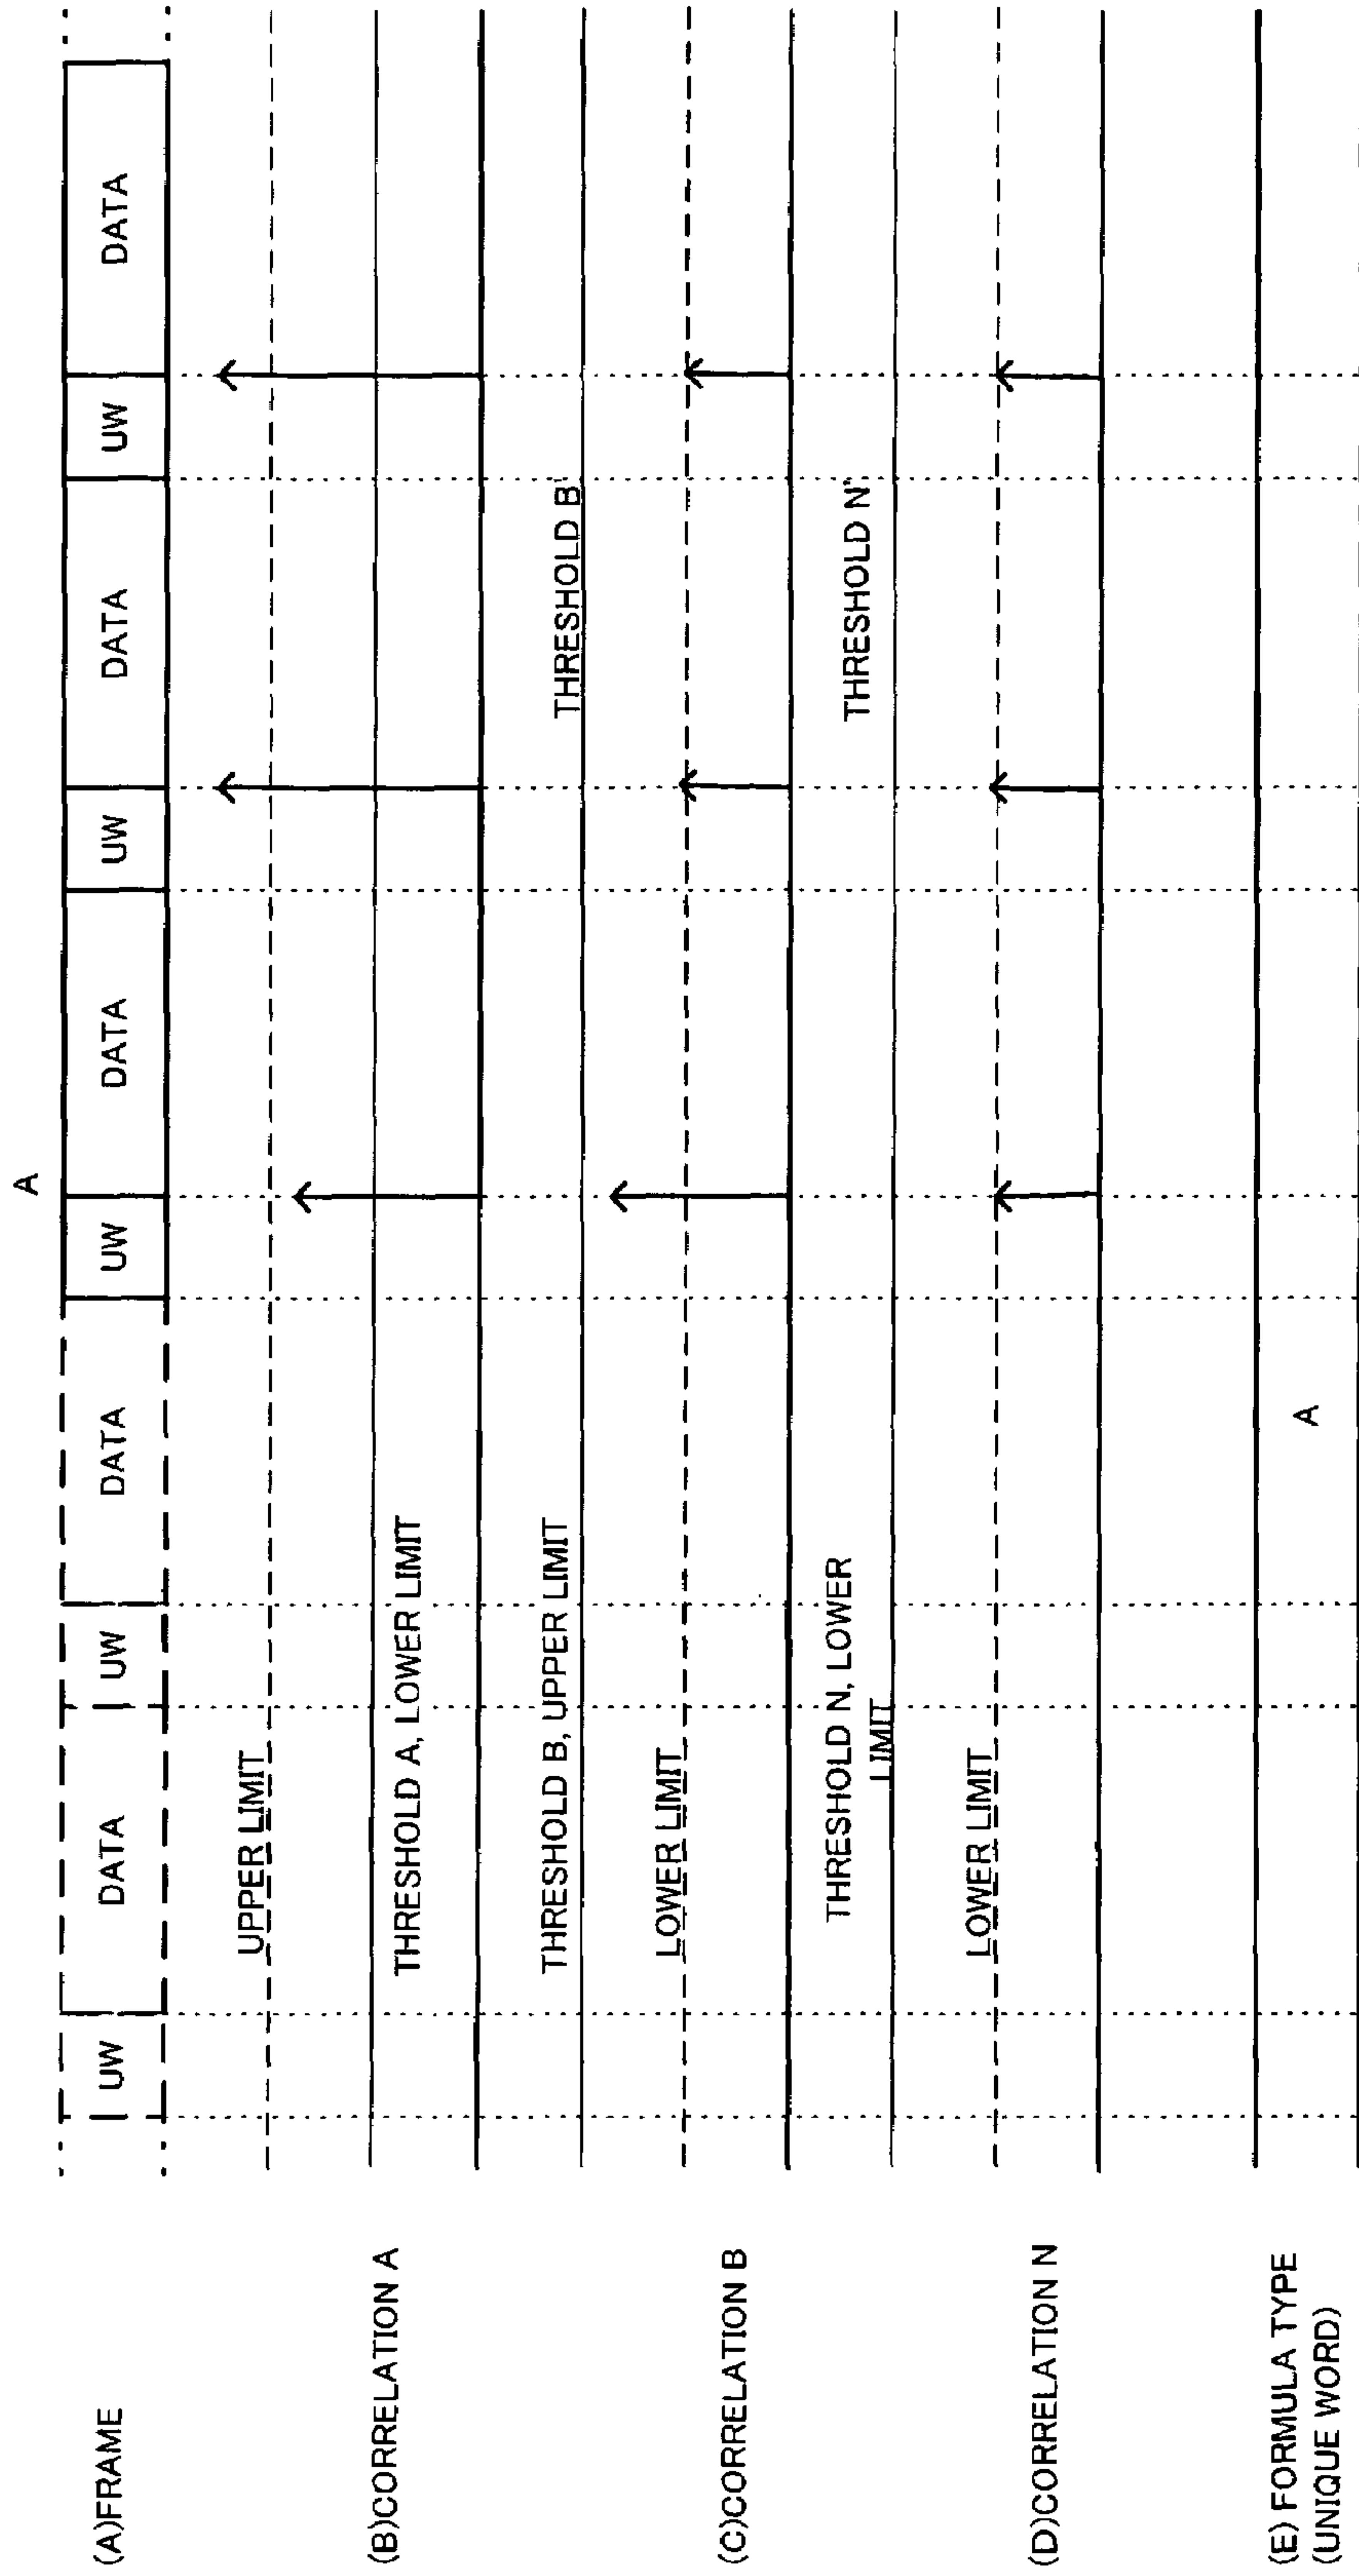 A
(A)FRAME
UW DATA UW DATA UW DATA UW DATA UW DATA
UPPER LIMIT
(B)CORRELATION A
THRESHOLD A, LOWER LIMIT
THRESHOLD B, UPPER LIMIT
THRESHOLD B'
LOWER LIMIT
(C)CORRELATION B
THRESHOLD N, LOWER
LIMIT
THRESHOLD N'
LOWER LIMIT
(D)CORRELATION N
(E) FORMULA TYPE
(UNIQUE WORD)
A